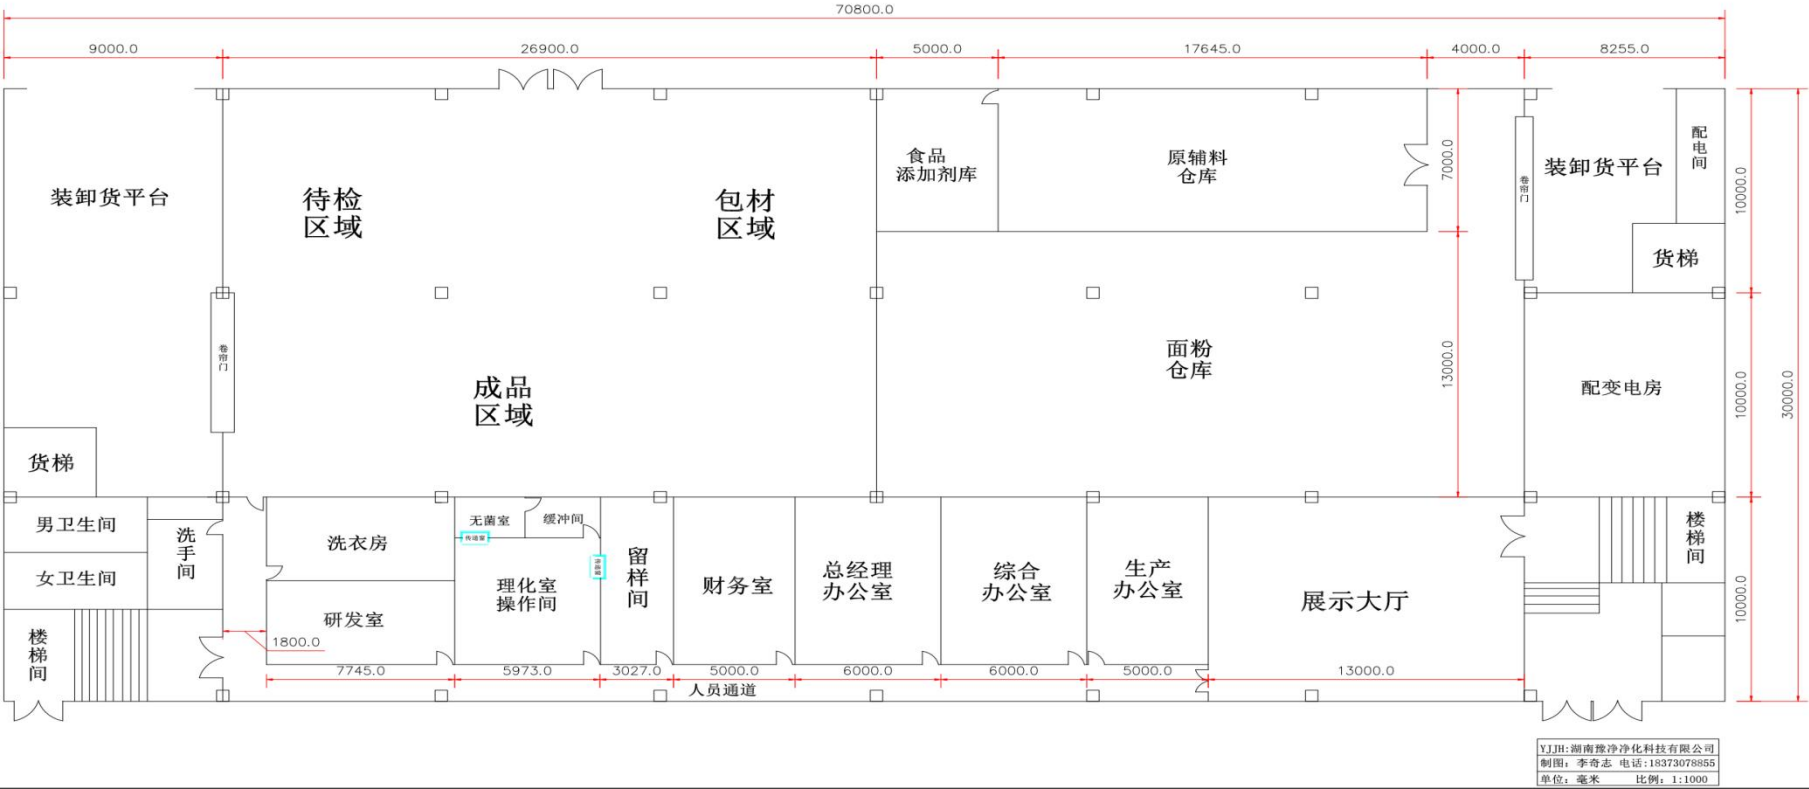 70800.0
9000.0
26900.0
5000.0
17645.0
4000.0
8255.0
装卸货平台
待检
区域
包材
区域
食品
添加剂库
原辅料
仓库
7000.0
卷帘门
装卸货平台
配电间
10000.0
货梯
卷帘门
成品
区域
面粉
仓库
13000.0
配变电房
10000.0
30000.0
货梯
男卫生间
女卫生间
洗手间
洗衣房
无菌室
缓冲间
传递窗
传递窗
理化室
操作间
留样间
财务室
总经理
办公室
综合
办公室
生产
办公室
展示大厅
楼梯间
10000.0
研发室
楼梯间
1800.0
7745.0
5973.0
3027.0
5000.0
6000.0
6000.0
5000.0
13000.0
人员通道
YJJH:湖南豫净净化科技有限公司
制图：李奇志 电话:18373078855
单位：毫米 比例：1:1000